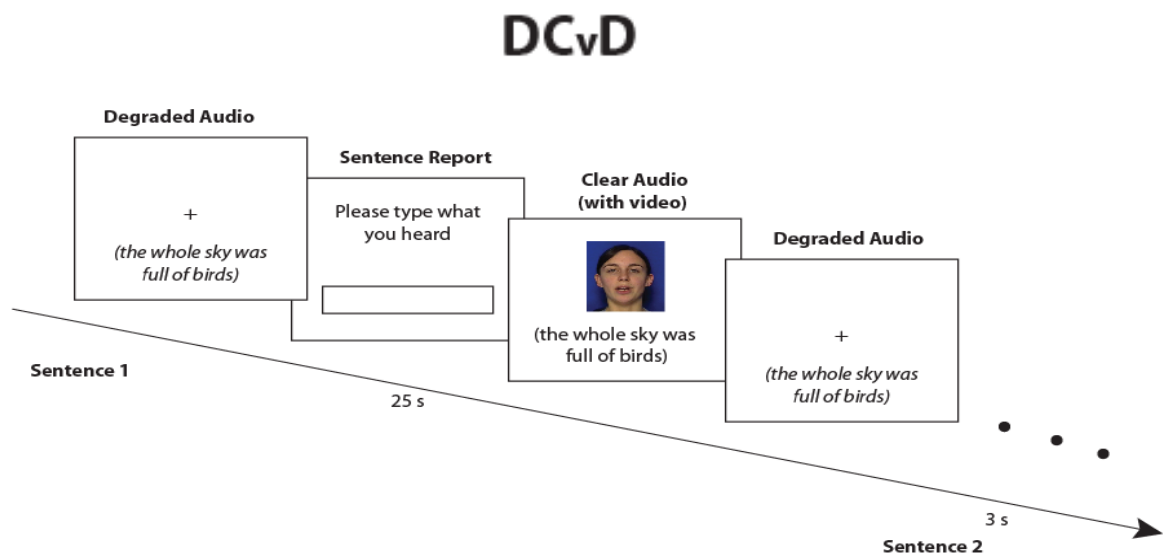 DCvD
Degraded Audio
+
(the whole sky was
full of birds)
Sentence Report
Please type what
you heard
Clear Audio
(with video)
(the whole sky was
full of birds)
Degraded Audio
+
(the whole sky was
full of birds)
Sentence 1
25 s
3 s
Sentence 2